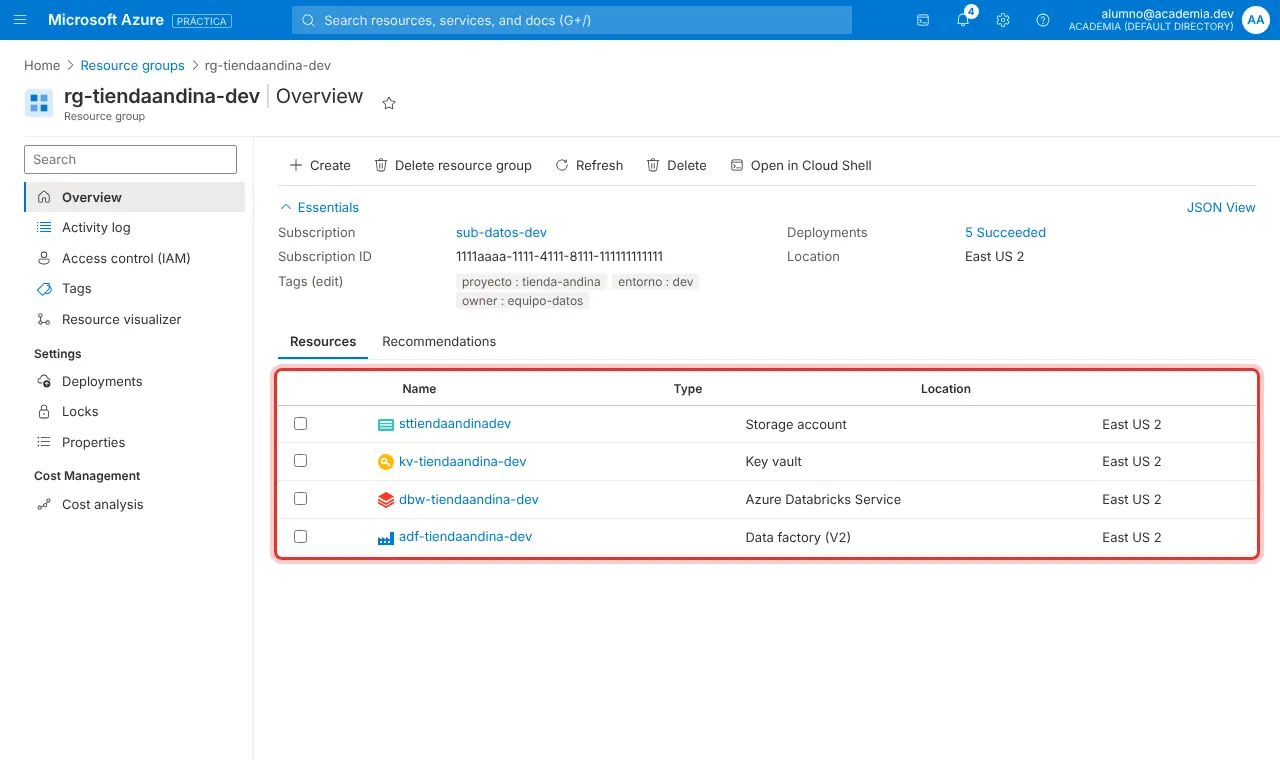 Microsoft Azure PRÁCTICA
Search resources, services, and docs (G+/)
4
alumno@academia.dev
ACADEMIA (DEFAULT DIRECTORY)
AA
Home > Resource groups > rg-tiendaandina-dev
rg-tiendaandina-dev | Overview
Resource group
Search
Overview
Activity log
Access control (IAM)
Tags
Resource visualizer
Settings
Deployments
Locks
Properties
Cost Management
Cost analysis
Create Delete resource group Refresh Delete Open in Cloud Shell
Essentials JSON View
Subscription sub-datos-dev Deployments 5 Succeeded
Subscription ID 1111aaaa-1111-4111-8111-111111111111 Location East US 2
Tags (edit) proyecto : tienda-andina entorno : dev
owner : equipo-datos
Resources Recommendations
Name Type Location
sttiendaandinadev Storage account East US 2
kv-tiendaandina-dev Key vault East US 2
dbw-tiendaandina-dev Azure Databricks Service East US 2
adf-tiendaandina-dev Data factory (V2) East US 2